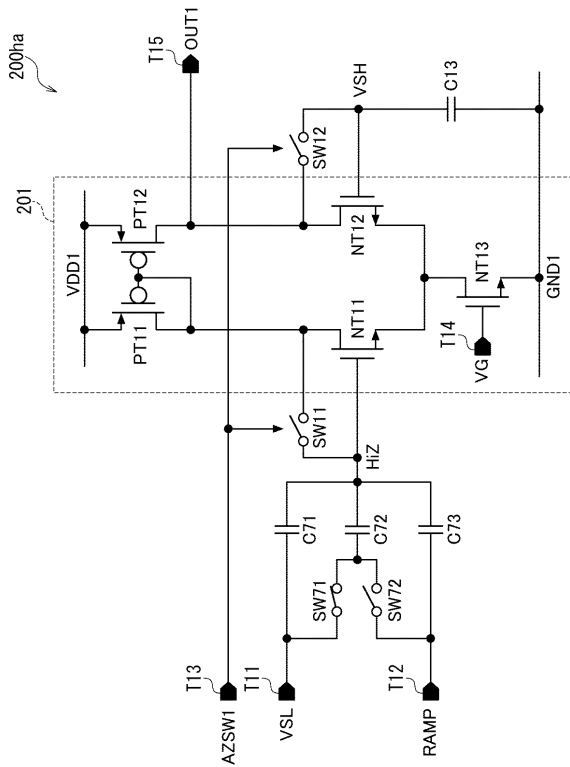 200ha
T15
OUT1
201
VDD1
PT11
PT12
SW12
VSH
C13
NT12
NT11
NT13
T14
VG
GND1
SW11
HiZ
C71
C72
C73
SW71
SW72
T13
AZSW1
T11
VSL
T12
RAMP